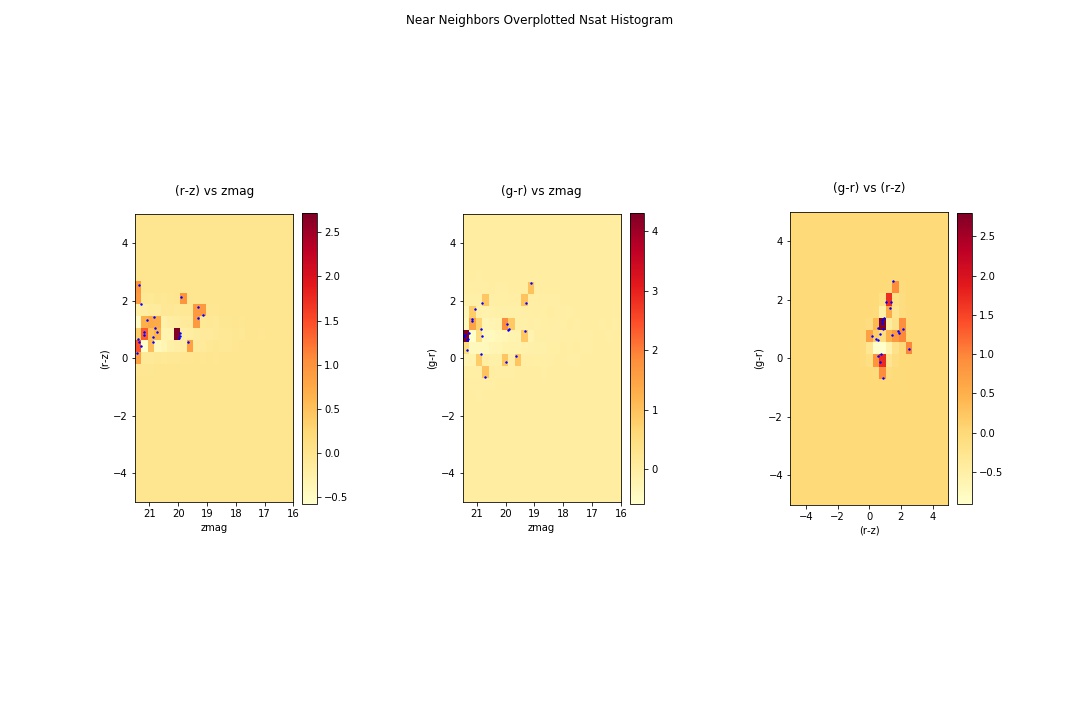 Near Neighbors Overplotted Nsat Histogram
(r-z) vs zmag
(r-z)
4
2
0
−2
−4
21 20 19 18 17 16
zmag
2.5
2.0
1.5
1.0
0.5
0.0
−0.5
(g-r) vs zmag
(g-r)
4
2
0
−2
−4
21 20 19 18 17 16
zmag
4
3
2
1
0
(g-r) vs (r-z)
(g-r)
4
2
0
−2
−4
−4 −2 0 2 4
(r-z)
2.5
2.0
1.5
1.0
0.5
0.0
−0.5